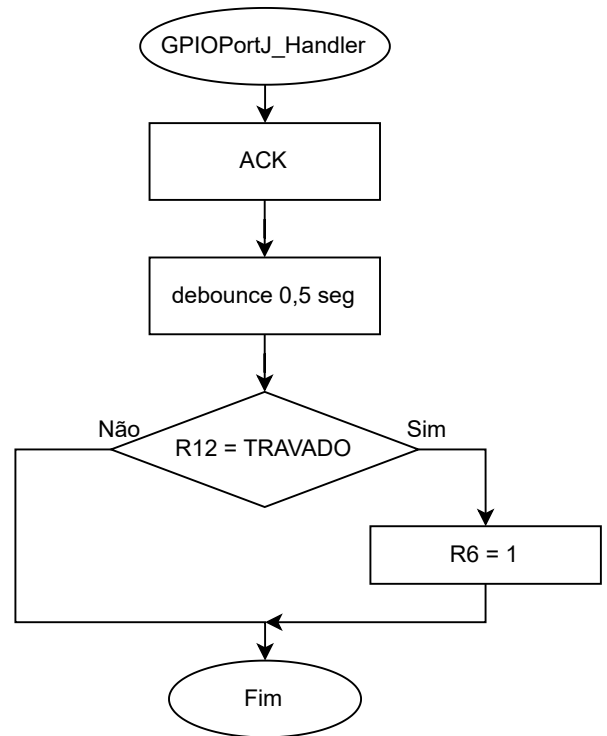 GPIOPortJ_Handler
ACK
debounce 0,5 seg
Não
Sim
R12 = TRAVADO
R6 = 1
Fim